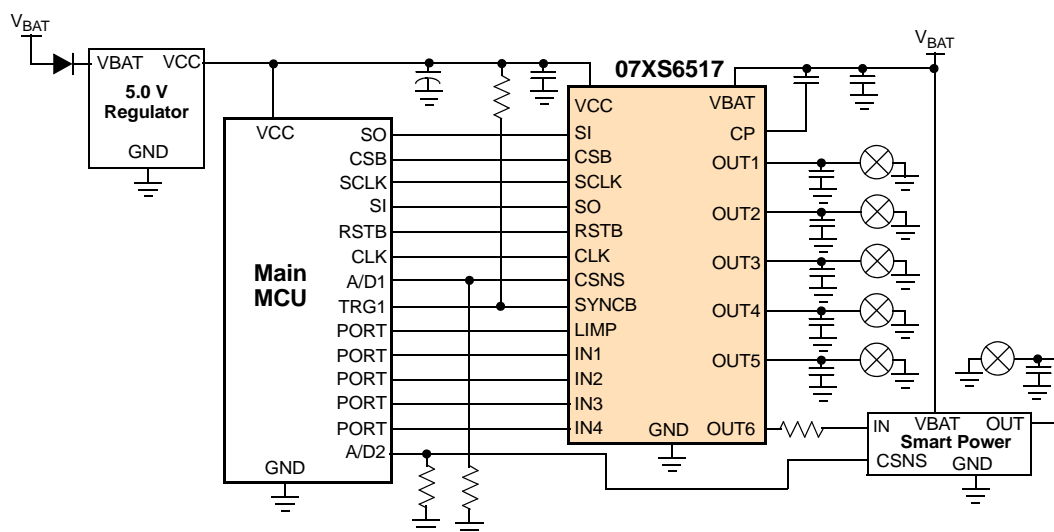 VBAT
VBAT VCC
5.0 V
Regulator
GND
VCC
SO
CSB
SCLK
SI
RSTB
CLK
A/D1
TRG1
PORT
PORT
PORT
PORT
PORT
A/D2
Main
MCU
GND
07XS6517
VCC
SI
CSB
SCLK
SO
RSTB
CLK
CSNS
SYNCB
LIMP
IN1
IN2
IN3
IN4
VBAT
CP
OUT1
OUT2
OUT3
OUT4
OUT5
OUT6
GND
VBAT
IN VBAT OUT
Smart Power
CSNS GND